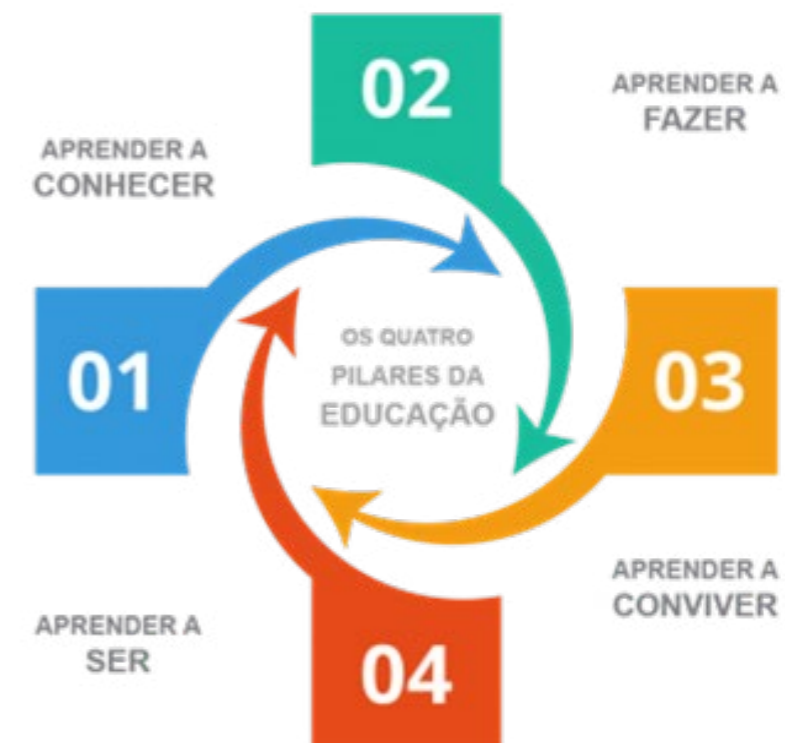 01
APRENDER A
CONHECER
02
APRENDER A
FAZER
03
APRENDER A
CONVIVER
04
APRENDER A
SER
OS QUATRO
PILARES DA
EDUCAÇÃO